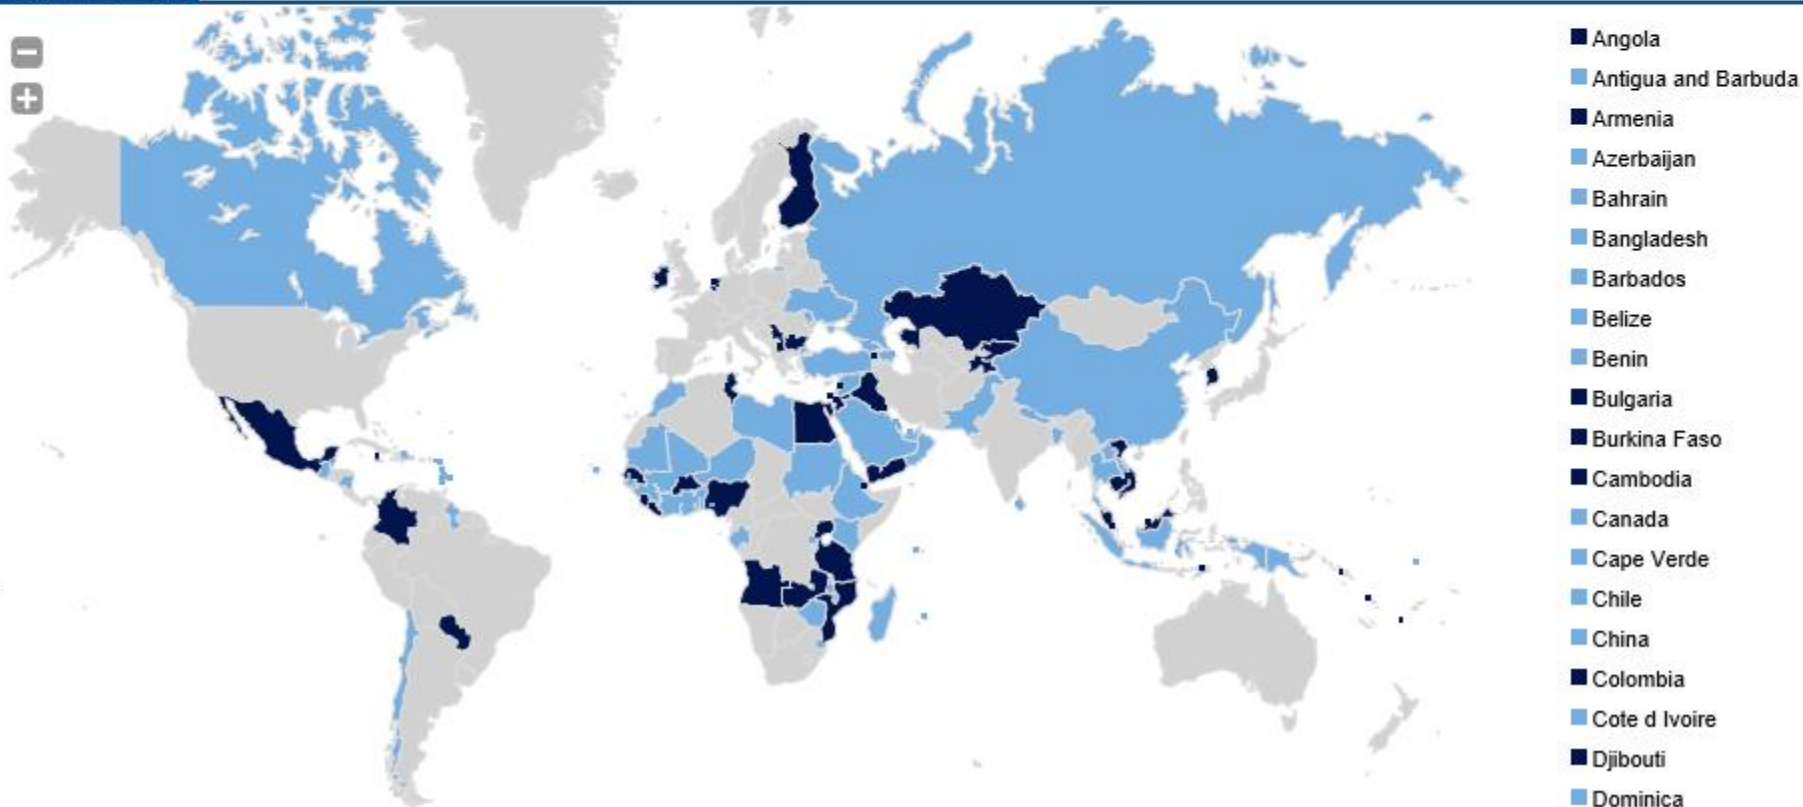 Angola
Antigua and Barbuda
Armenia
Azerbaijan
Bahrain
Bangladesh
Barbados
Belize
Benin
Bulgaria
Burkina Faso
Cambodia
Canada
Cape Verde
Chile
China
Colombia
Cote d Ivoire
Djibouti
Dominica